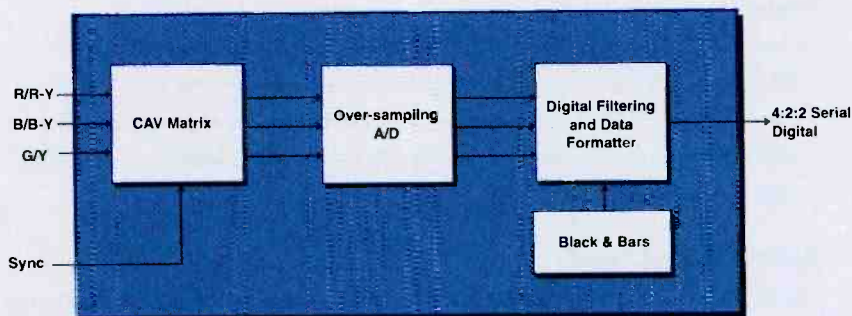 R/R-Y
B/B-Y
G/Y
Sync
CAV Matrix
Over-sampling
A/D
Digital Filtering
and Data
Formatter
Black & Bars
4:2:2 Serial
Digital